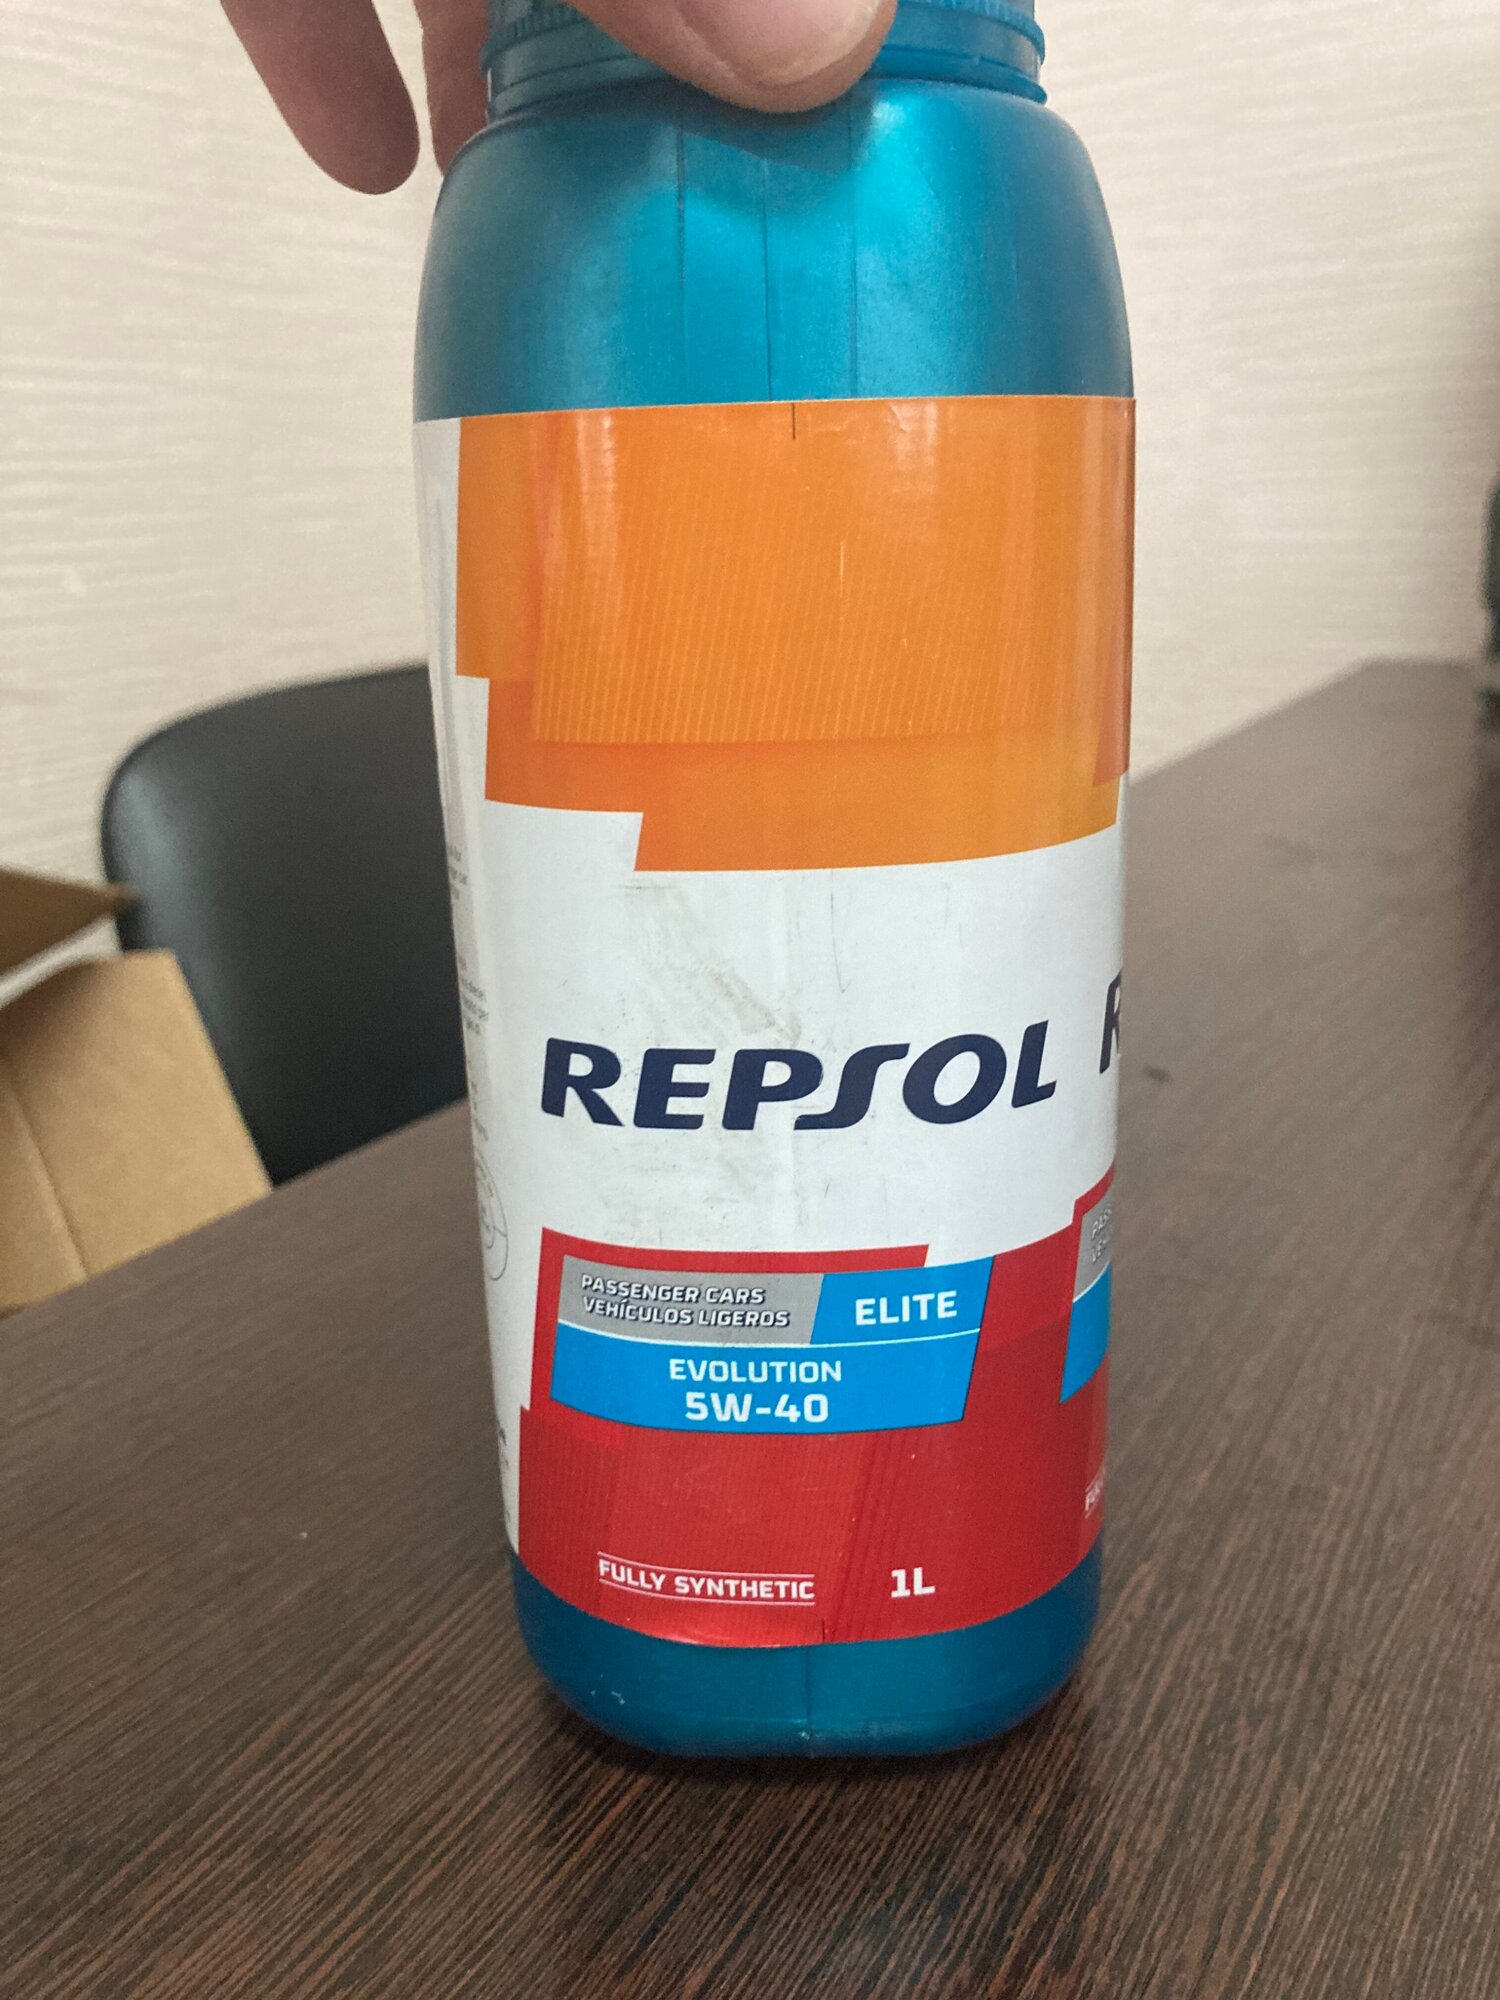 REPSOL
PASSENGER CARS
VEHÍCULOS LIGEROS
ELITE
EVOLUTION
5W-40
FULLY SYNTHETIC
1L